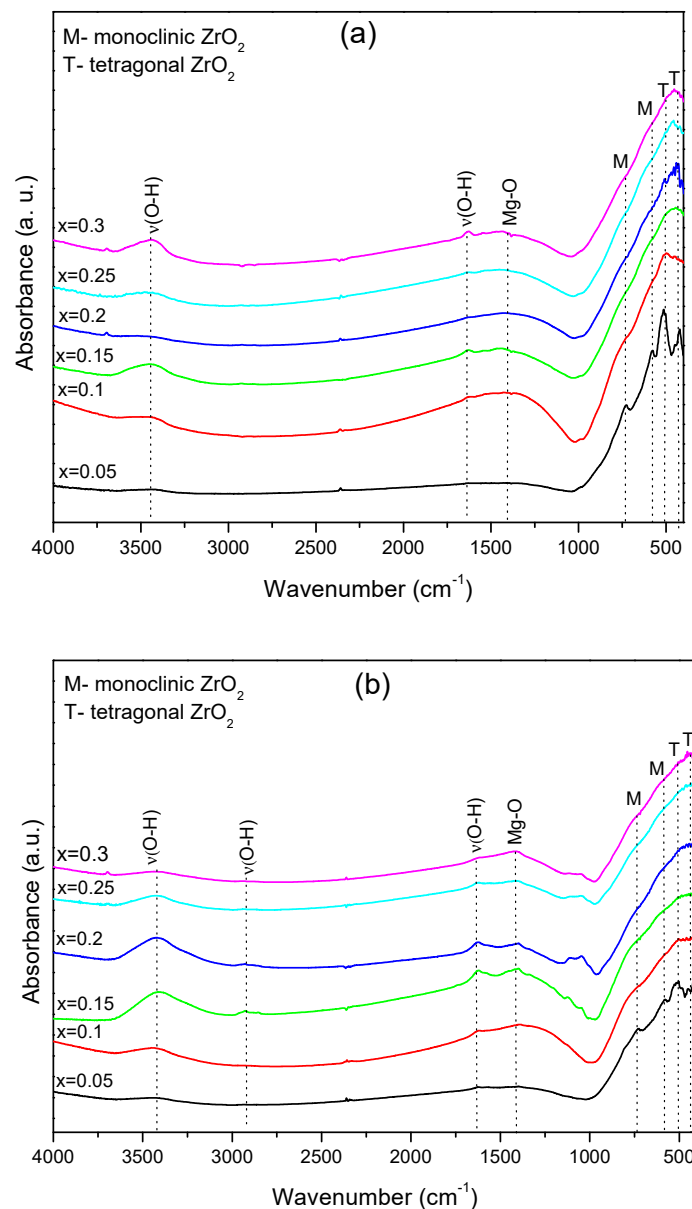 M- monoclinic ZrO₂
T- tetragonal ZrO₂
(a)
T
T
M
M
ν(O-H)
ν(O-H)
Mg-O
x=0.3
x=0.25
x=0.2
x=0.15
x=0.1
x=0.05
Absorbance (a. u.)
4000 3500 3000 2500 2000 1500 1000 500
Wavenumber (cm⁻¹)
M- monoclinic ZrO₂
T- tetragonal ZrO₂
(b)
T
T
M
M
ν(O-H)
ν(O-H)
ν(O-H)
Mg-O
x=0.3
x=0.25
x=0.2
x=0.15
x=0.1
x=0.05
Absorbance (a.u.)
4000 3500 3000 2500 2000 1500 1000 500
Wavenumber (cm⁻¹)